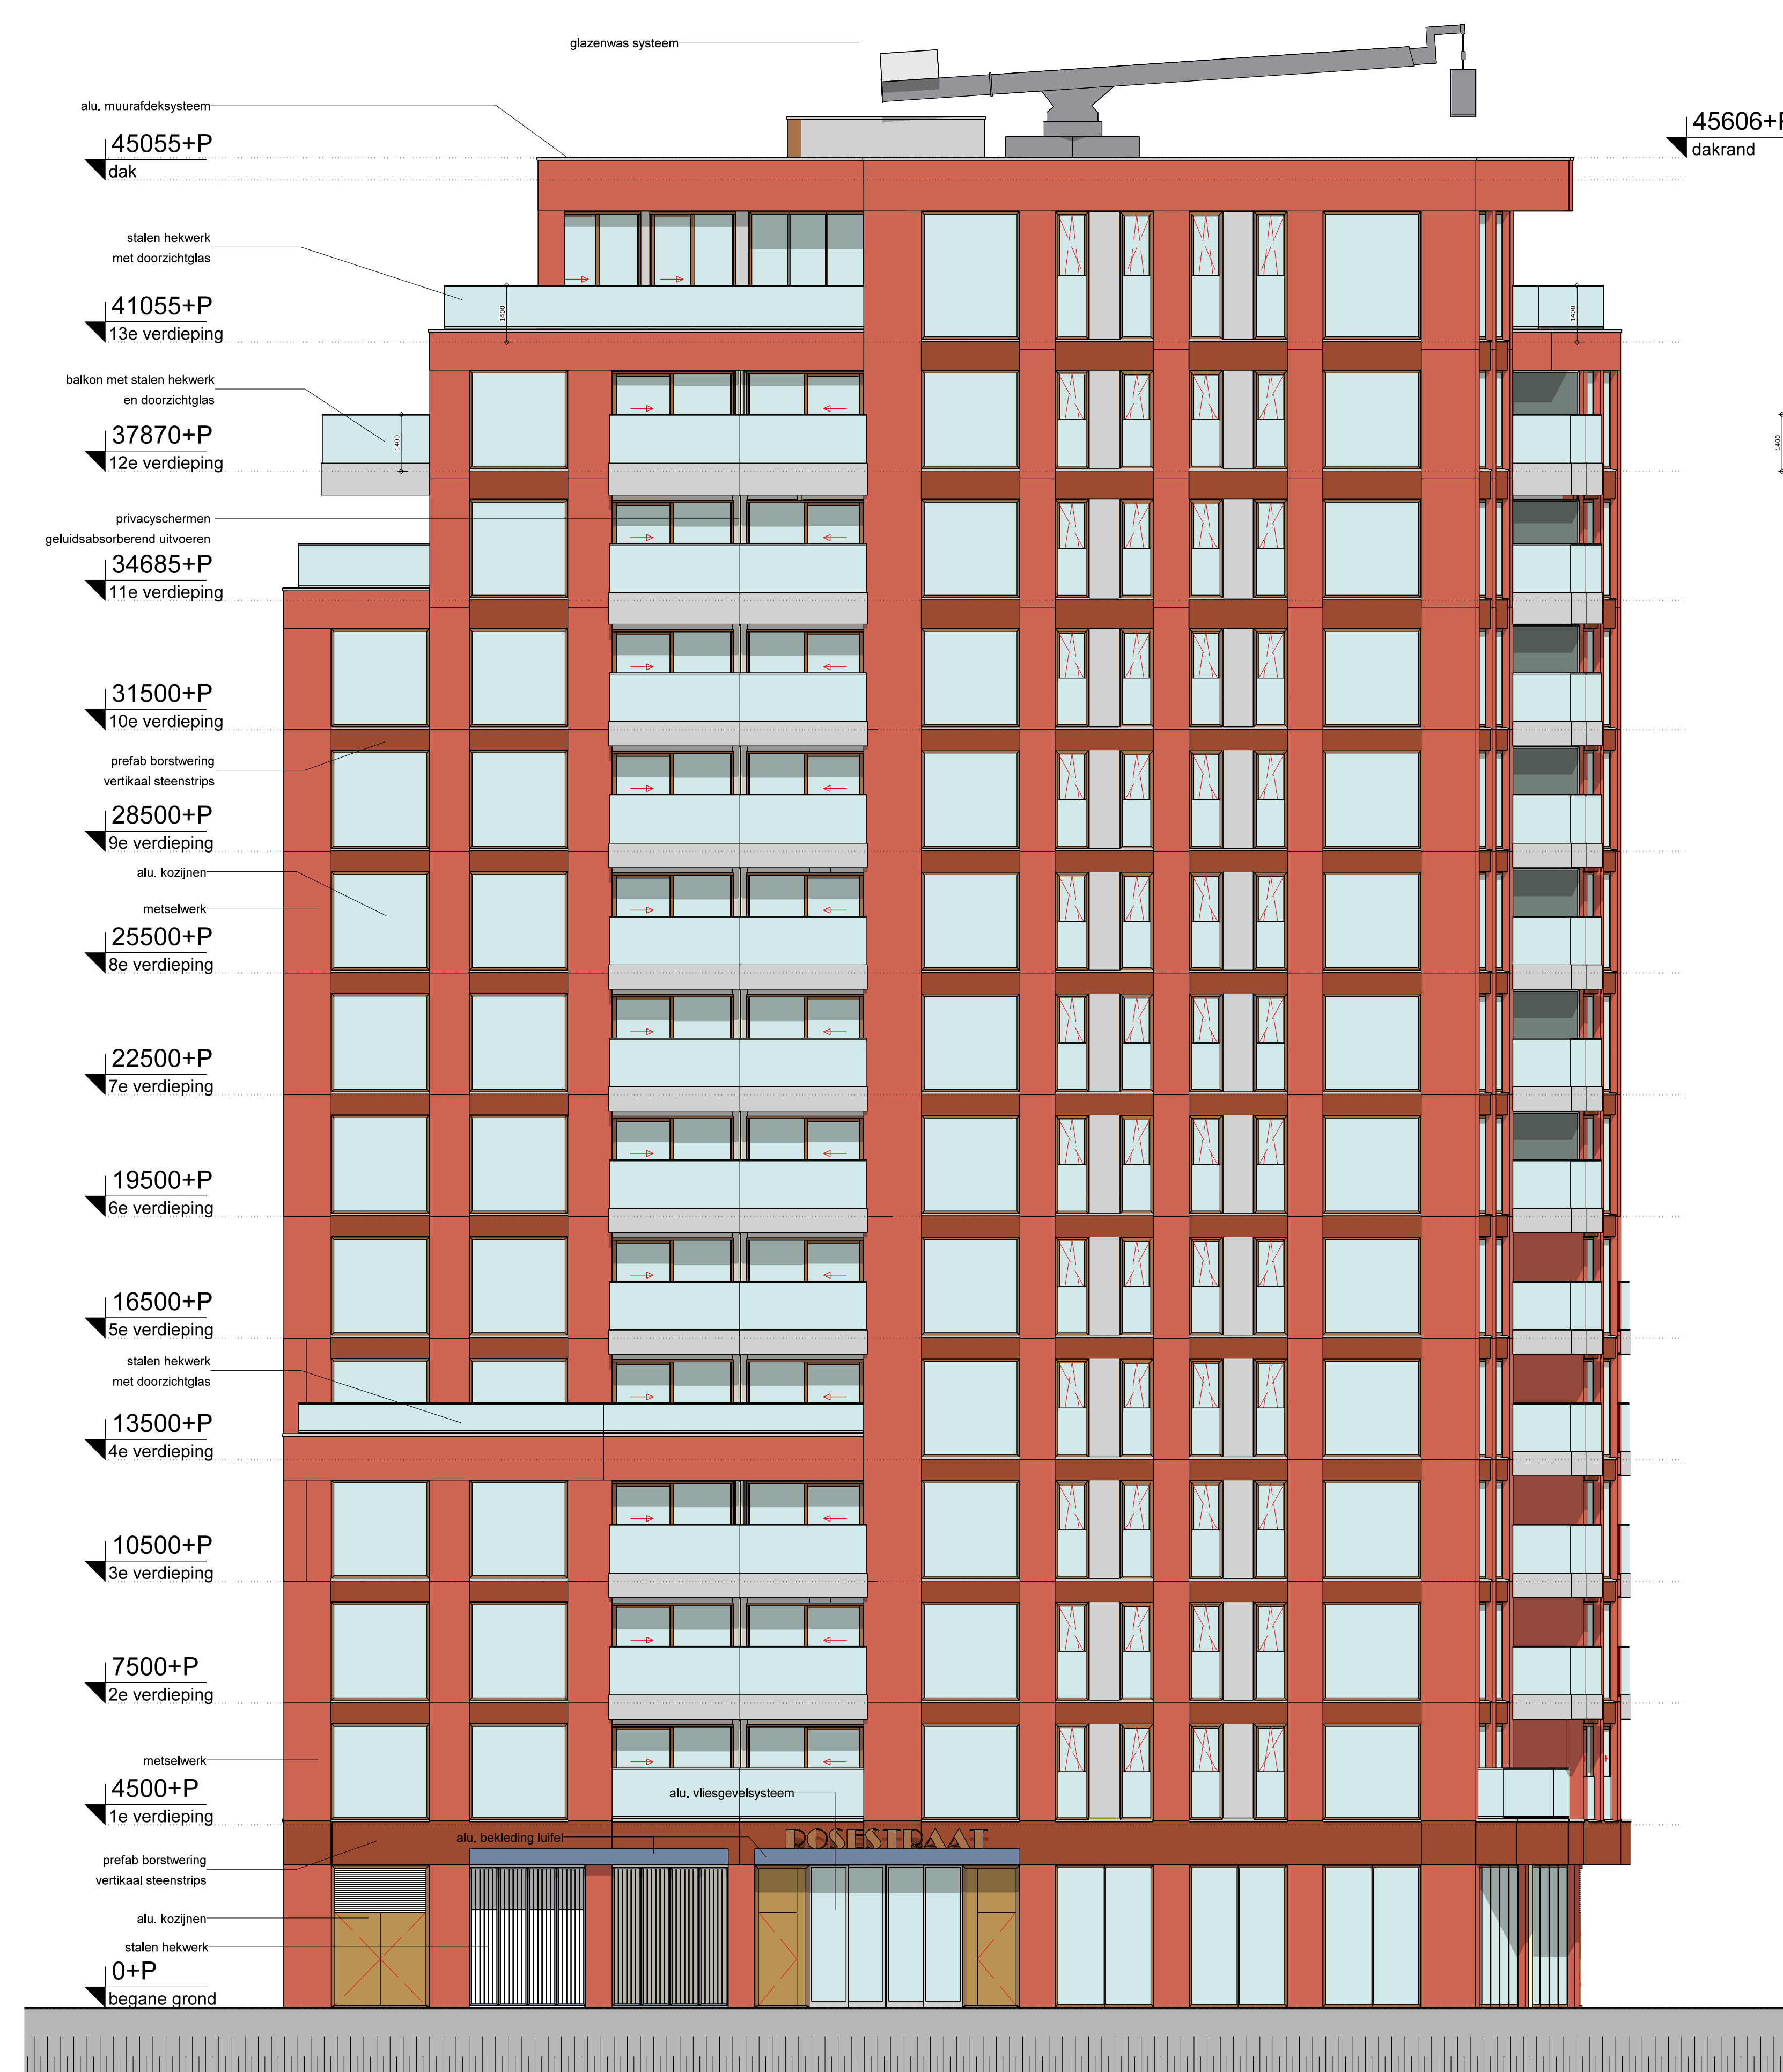 glazenwas systeem
alu. muurafdeksysteem
45055+P
dak
45606+P
dakrand
stalen hekwerk
met doorzichtglas
41055+P
13e verdieping
1400
1400
balkon met stalen hekwerk
en doorzichtglas
37870+P
12e verdieping
1400
1400
privacyschermen
geluidsabsorberend uitvoeren
34685+P
11e verdieping
31500+P
10e verdieping
prefab borstwering
vertikaal steenstrips
28500+P
9e verdieping
alu. kozijnen
metselwerk
25500+P
8e verdieping
22500+P
7e verdieping
19500+P
6e verdieping
16500+P
5e verdieping
stalen hekwerk
met doorzichtglas
13500+P
4e verdieping
10500+P
3e verdieping
7500+P
2e verdieping
metselwerk
4500+P
1e verdieping
alu. vliesgevelsysteem
alu. bekleding luifel
ROSESTRAAT
prefab borstwering
vertikaal steenstrips
alu. kozijnen
stalen hekwerk
0+P
begane grond